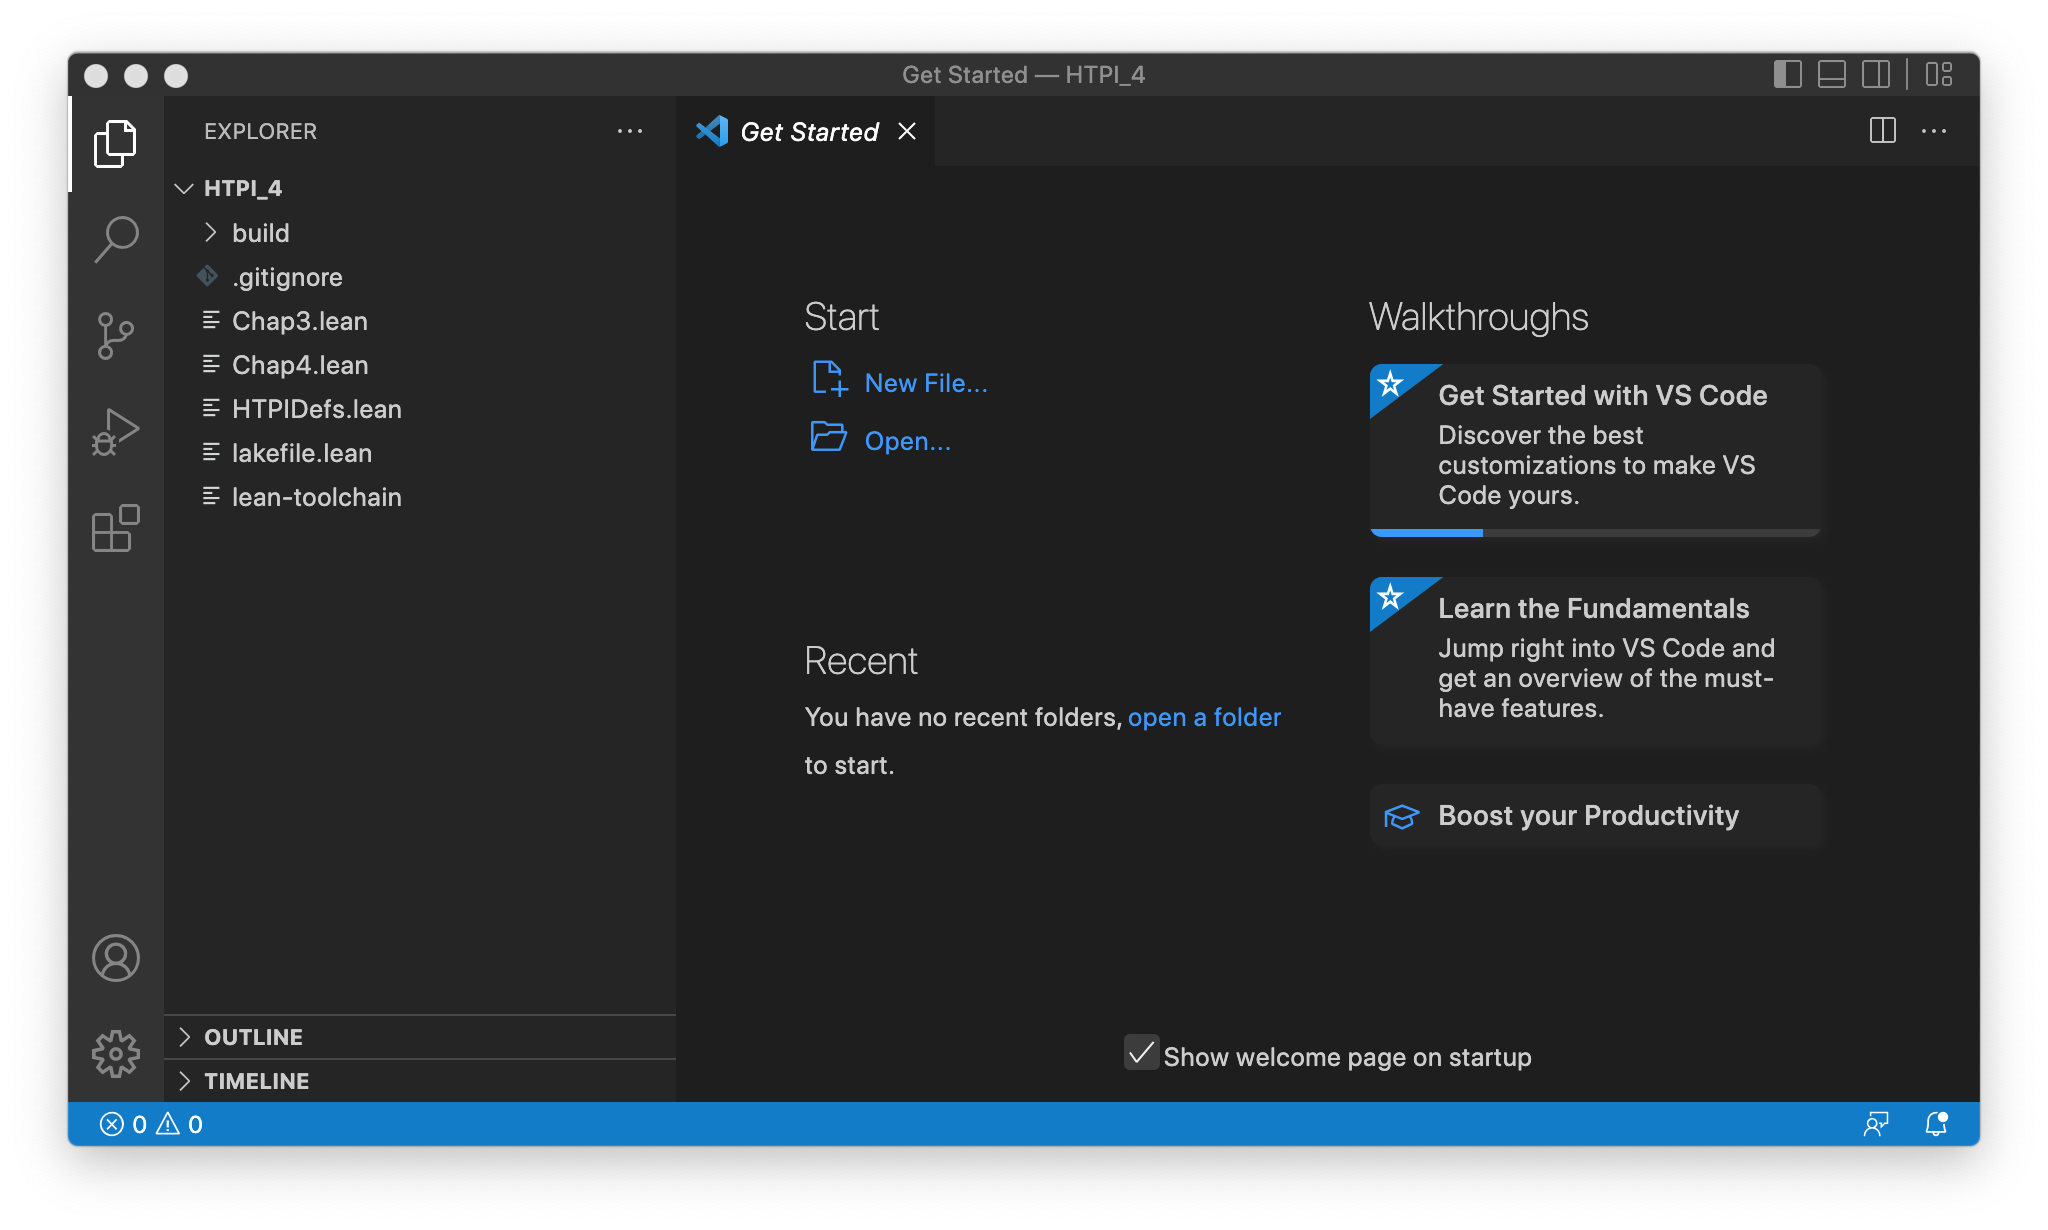 Get Started — HTPI_4
EXPLORER
HTPI_4
build
.gitignore
Chap3.lean
Chap4.lean
HTPIDefs.lean
lakefile.lean
lean-toolchain
OUTLINE
TIMELINE
Get Started
Start
New File...
Open...
Recent
You have no recent folders, open a folder
to start.
Walkthroughs
Get Started with VS Code
Discover the best
customizations to make VS
Code yours.
Learn the Fundamentals
Jump right into VS Code and
get an overview of the must-
have features.
Boost your Productivity
Show welcome page on startup
0 0